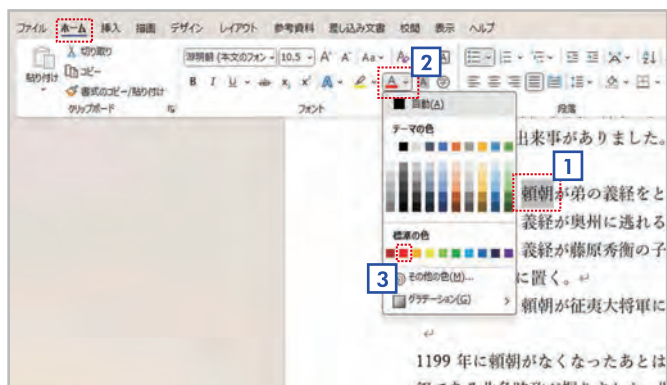 ファイル ホーム 挿入 描画 デザイン レイアウト 参考資料 差し込み文書 校閲 表示 ヘルプ
切り取り
貼り付け
コピー
書式のコピー/貼り付け
クリップボード
游明朝 (本文のフォン 10.5 A A Aa
B I U ab x₂ x² A A
フォント
段落
2
自動(A)
テーマの色
標準の色
3
その他の色(M)...
グラデーション(G)
出来事がありました。
1
頼朝が弟の義経をと
義経が奥州に逃れる
義経が藤原秀衡の子
に置く。
頼朝が征夷大将軍に
1199 年に頼朝がなくなったあとは